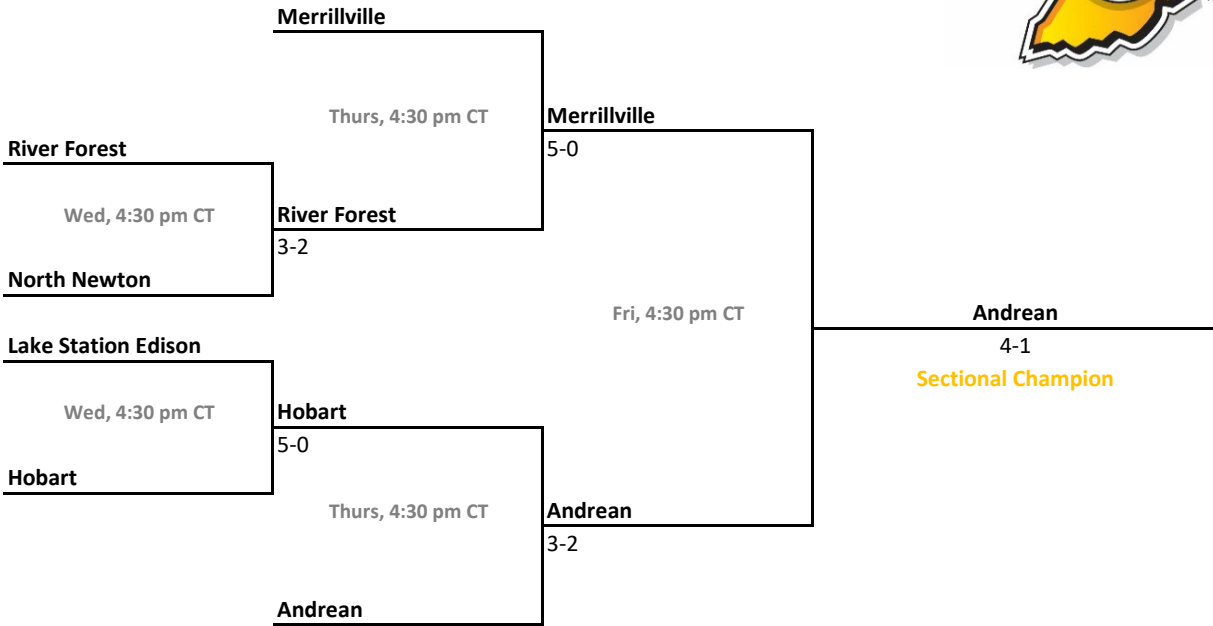 Merrillville
Thurs, 4:30 pm CT
Merrillville
5-0
River Forest
Wed, 4:30 pm CT
River Forest
3-2
North Newton
Fri, 4:30 pm CT
Andrean
4-1
Sectional Champion
Lake Station Edison
Wed, 4:30 pm CT
Hobart
5-0
Hobart
Thurs, 4:30 pm CT
Andrean
3-2
Andrean